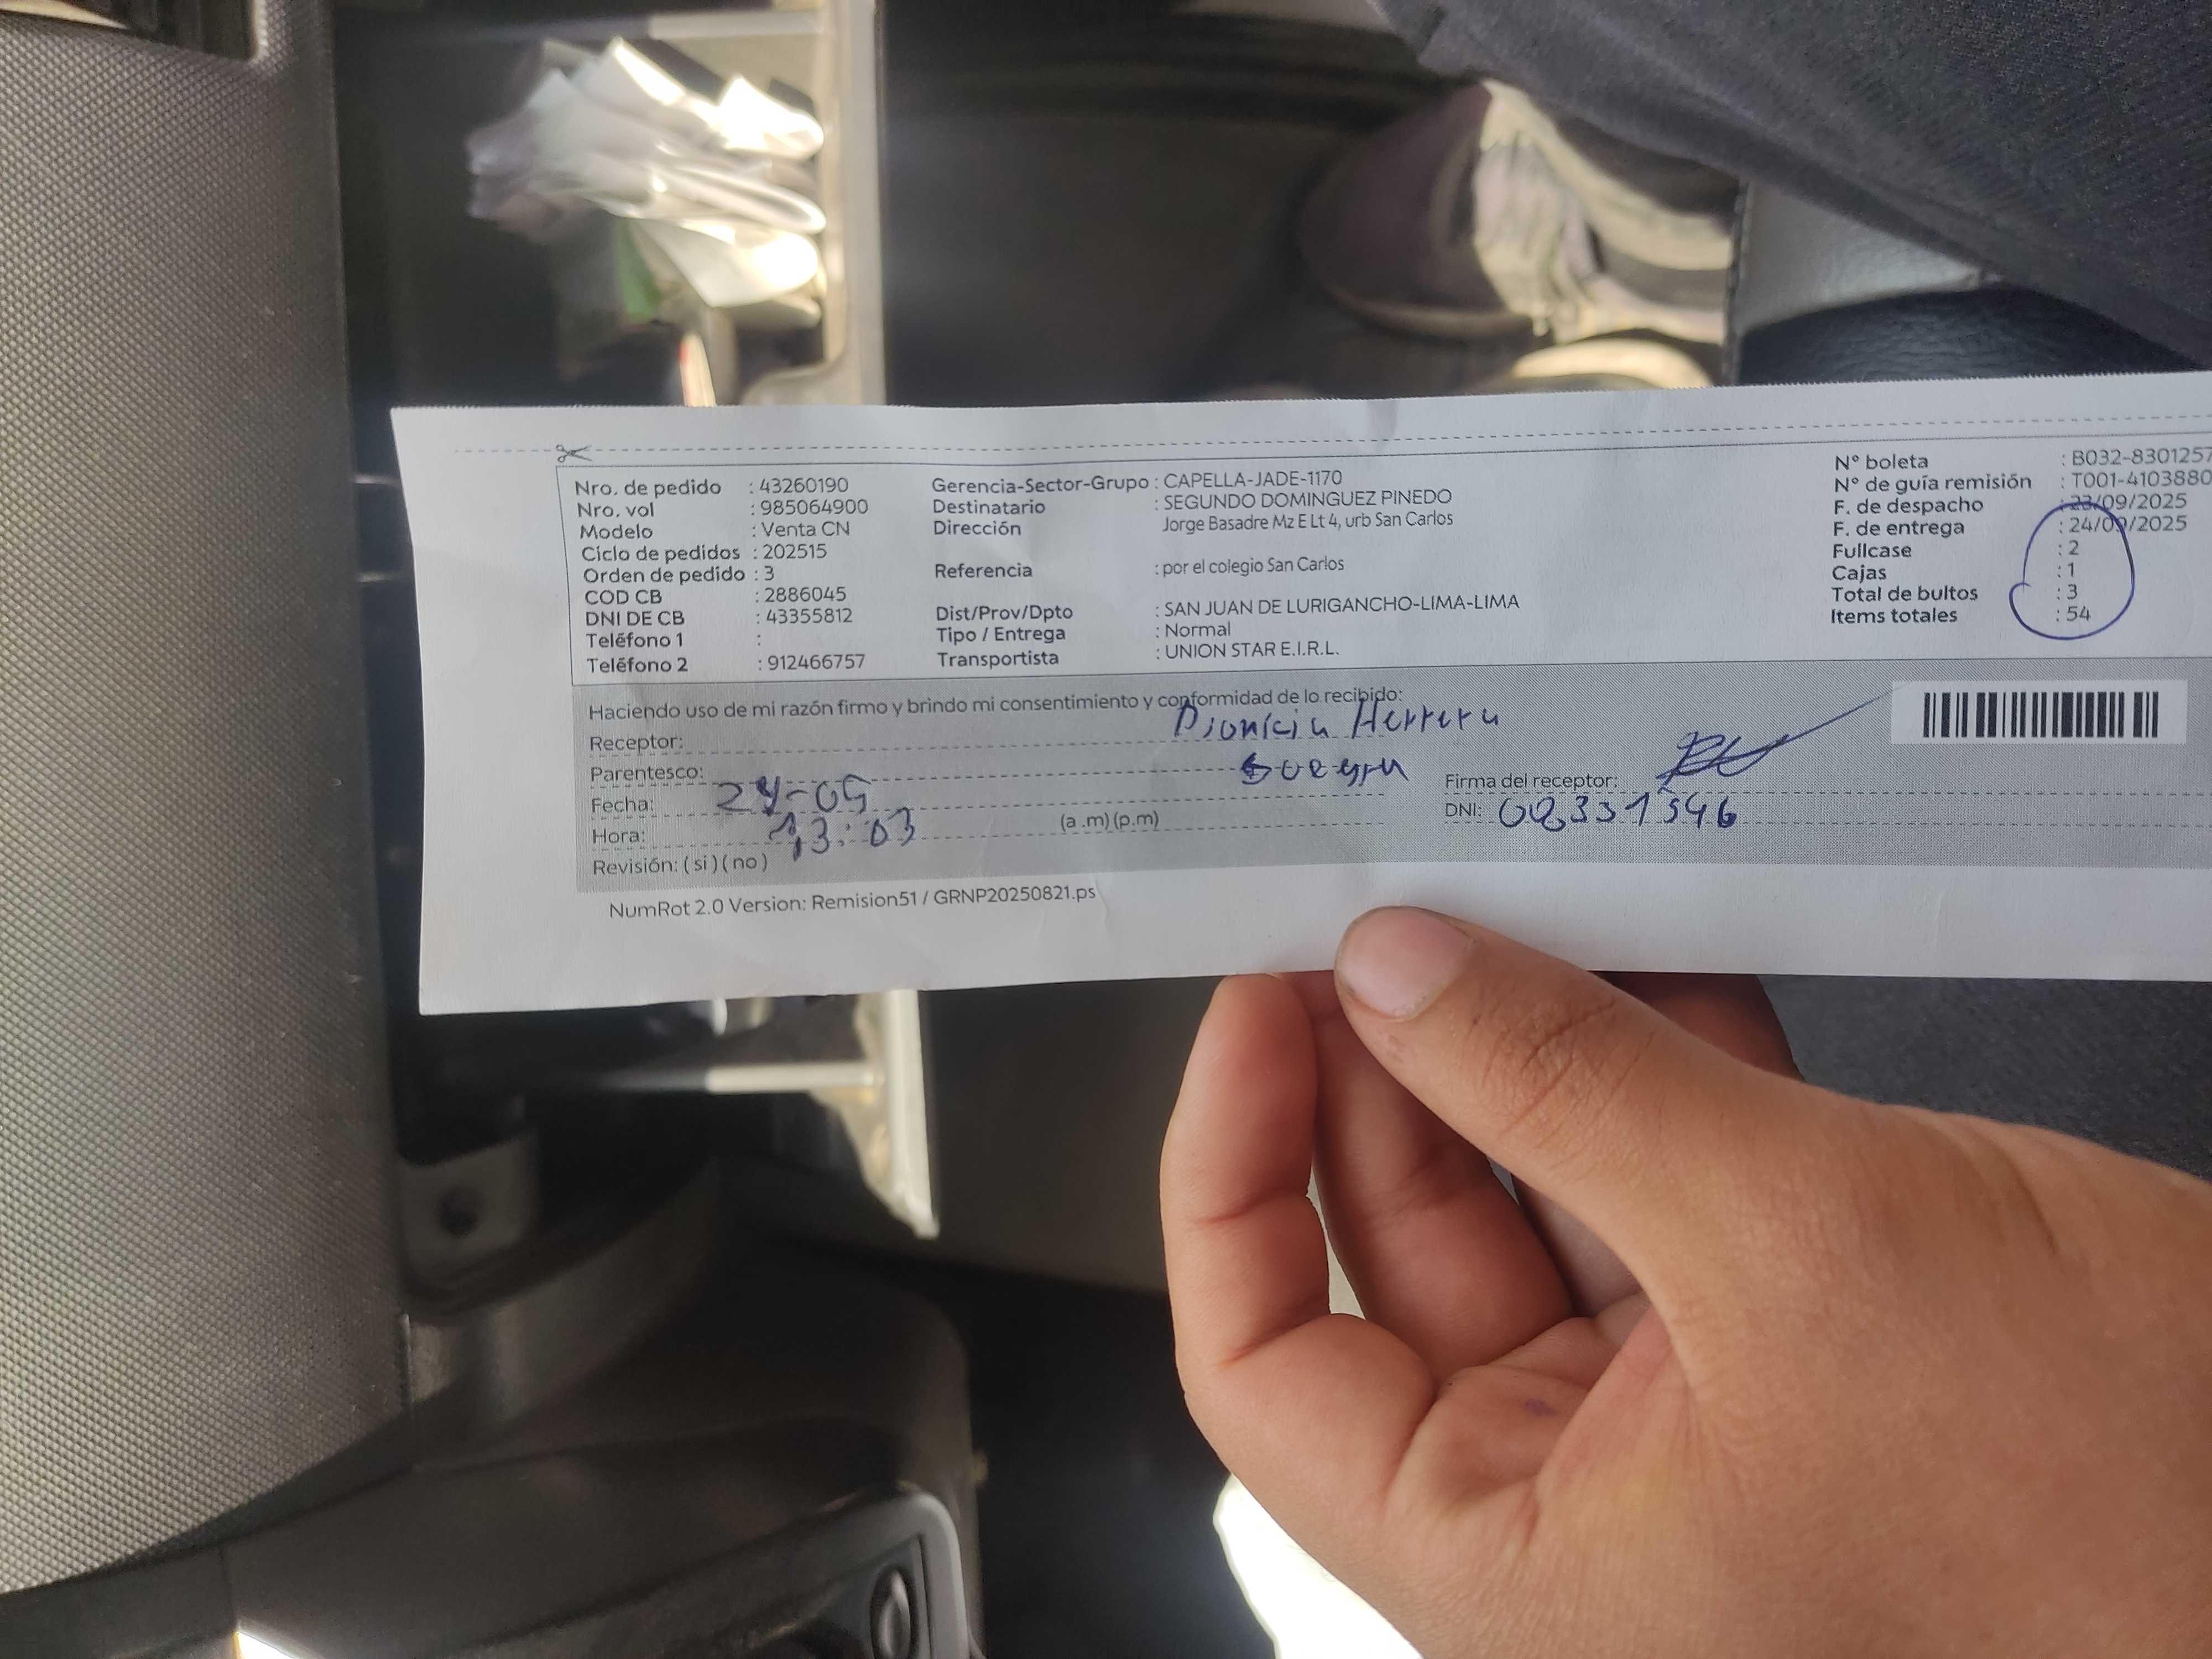 Nro. de pedido : 43260190
Nro. vol : 985064900
Modelo : Venta CN
Ciclo de pedidos : 202515
Orden de pedido : 3
COD CB : 2886045
DNI DE CB : 43355812
Teléfono 1 :
Teléfono 2 : 912466757
Gerencia-Sector-Grupo : CAPELLA-JADE-1170
Destinatario : SEGUNDO DOMINGUEZ PINEDO
Dirección Jorge Basadre Mz E Lt 4, urb San Carlos
Referencia : por el colegio San Carlos
Dist/Prov/Dpto : SAN JUAN DE LURIGANCHO-LIMA-LIMA
Tipo / Entrega : Normal
Transportista : UNION STAR E.I.R.L.
N° boleta : B032-8301257
N° de guía remisión : T001-4103880
F. de despacho : 23/09/2025
F. de entrega : 24/09/2025
Fullcase : 2
Cajas : 1
Total de bultos : 3
Items totales : 54
Haciendo uso de mi razón firmo y brindo mi consentimiento y conformidad de lo recibido:
Receptor: Dionicia Herrera
Parentesco: Suegra
Fecha: 24-09
Hora: 13:03 (a .m) (p.m)
Revisión: ( si ) ( no )
Firma del receptor:
DNI: 08331546
NumRot 2.0 Version: Remision51 / GRNP20250821.ps